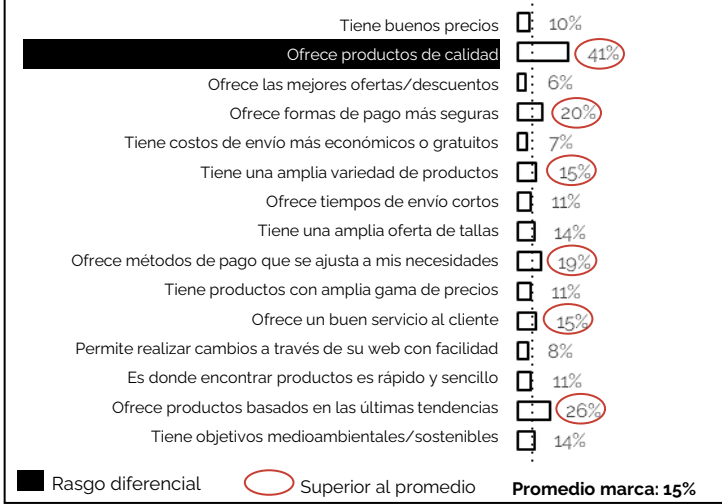 Tiene buenos precios 10%
Ofrece productos de calidad 41%
Ofrece las mejores ofertas/descuentos 6%
Ofrece formas de pago más seguras 20%
Tiene costos de envío más económicos o gratuitos 7%
Tiene una amplia variedad de productos 15%
Ofrece tiempos de envío cortos 11%
Tiene una amplia oferta de tallas 14%
Ofrece métodos de pago que se ajusta a mis necesidades 19%
Tiene productos con amplia gama de precios 11%
Ofrece un buen servicio al cliente 15%
Permite realizar cambios a través de su web con facilidad 8%
Es donde encontrar productos es rápido y sencillo 11%
Ofrece productos basados en las últimas tendencias 26%
Tiene objetivos medioambientales/sostenibles 14%
Rasgo diferencial Superior al promedio Promedio marca: 15%